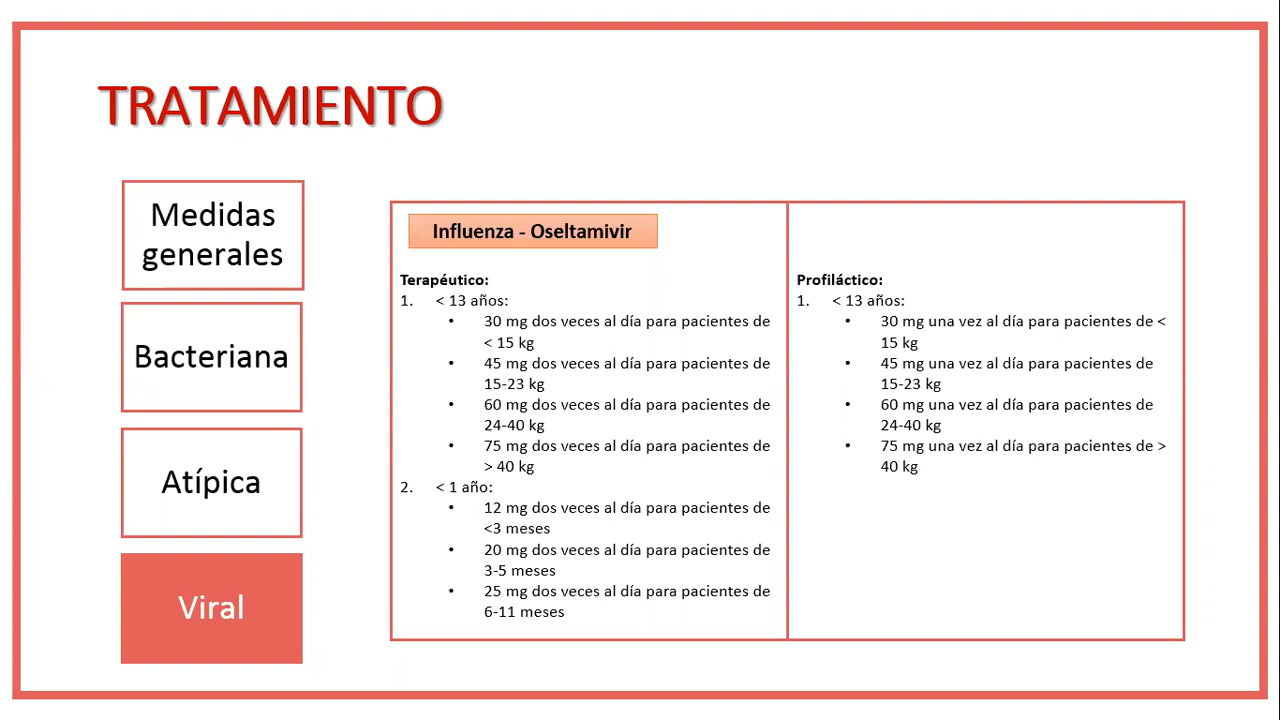 TRATAMIENTO
Medidas
generales
Bacteriana
Atípica
Viral
Influenza - Oseltamivir
Terapéutico:
1. < 13 años:
• 30 mg dos veces al día para pacientes de
< 15 kg
• 45 mg dos veces al día para pacientes de
15-23 kg
• 60 mg dos veces al día para pacientes de
24-40 kg
• 75 mg dos veces al día para pacientes de
> 40 kg
2. < 1 año:
• 12 mg dos veces al día para pacientes de
<3 meses
• 20 mg dos veces al día para pacientes de
3-5 meses
• 25 mg dos veces al día para pacientes de
6-11 meses
Profiláctico:
1. < 13 años:
• 30 mg una vez al día para pacientes de <
15 kg
• 45 mg una vez al día para pacientes de
15-23 kg
• 60 mg una vez al día para pacientes de
24-40 kg
• 75 mg una vez al día para pacientes de >
40 kg